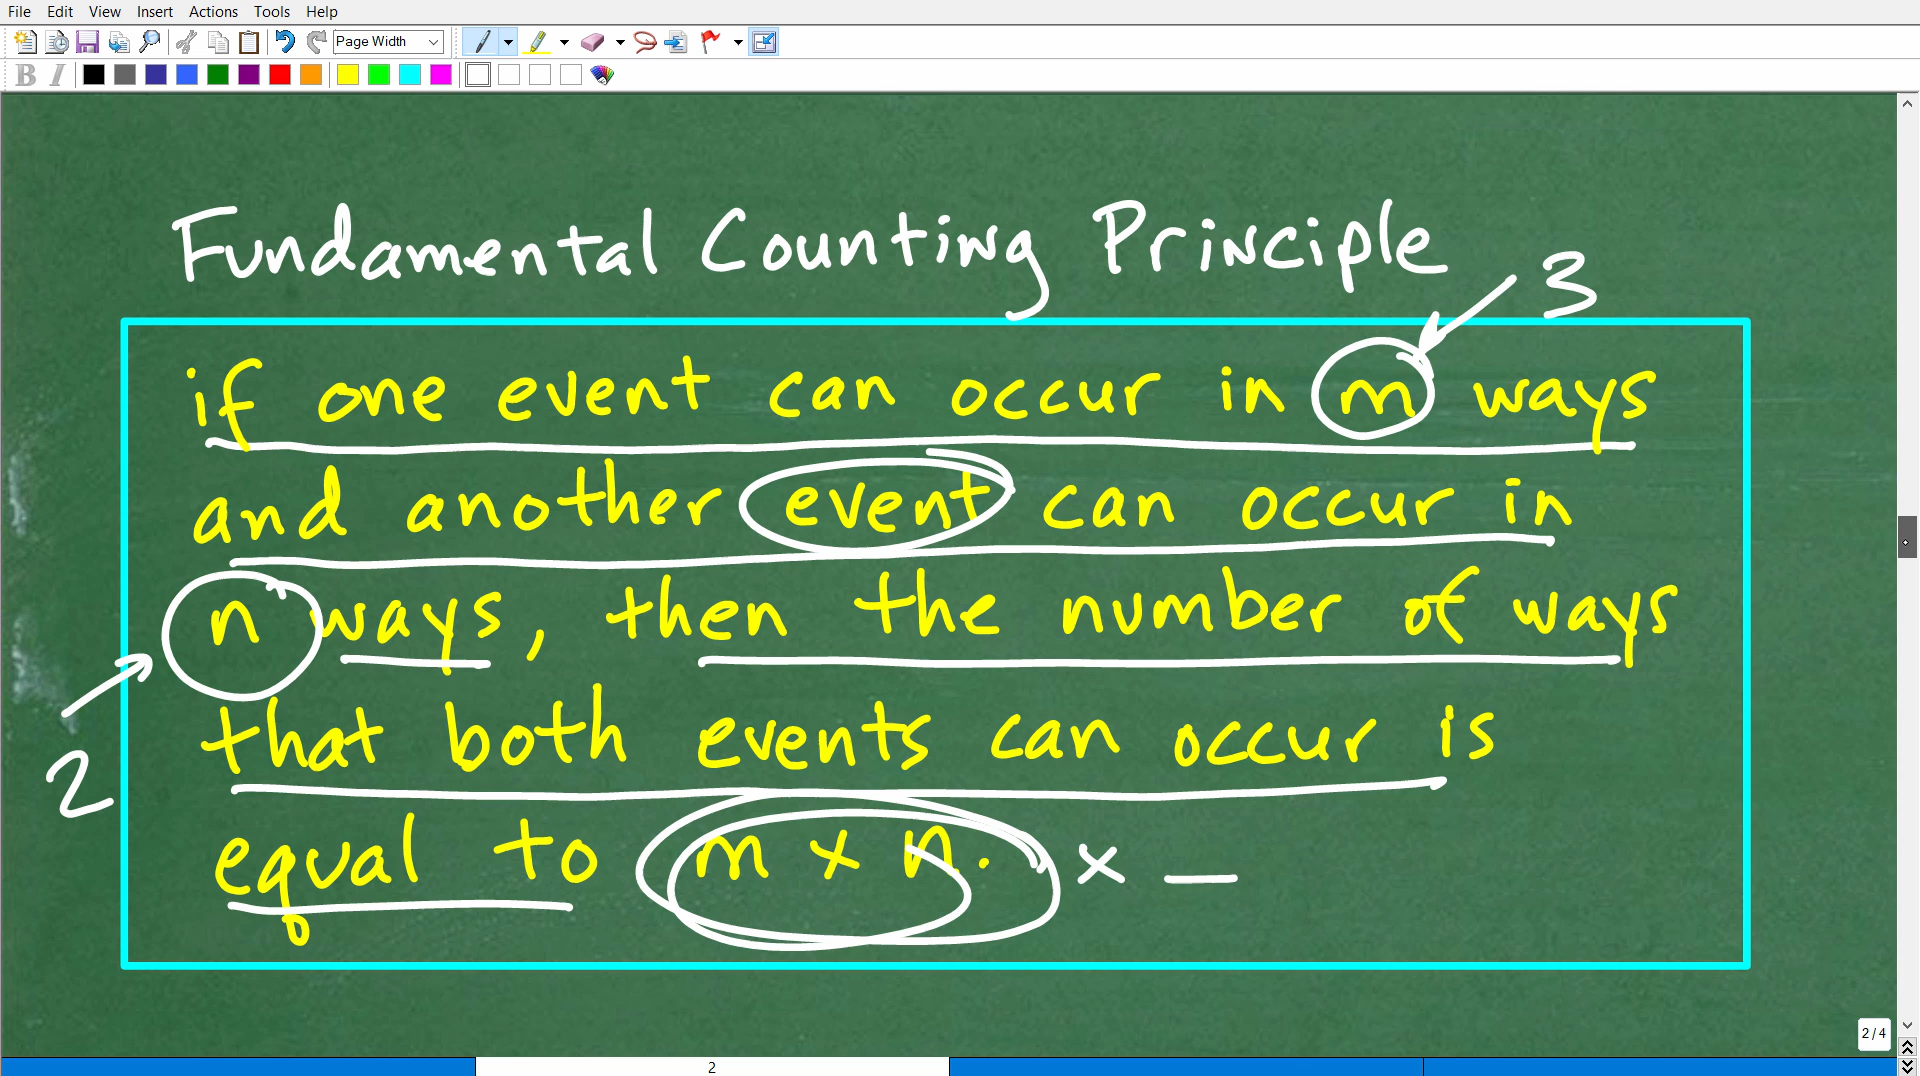 File Edit View Insert Actions Tools Help
Page Width
B I
Fundamental Counting Principle
3
if one event can occur in m ways
and another event can occur in
n ways, then the number of ways
that both events can occur is
2
equal to m x n. x _
2 / 4
2